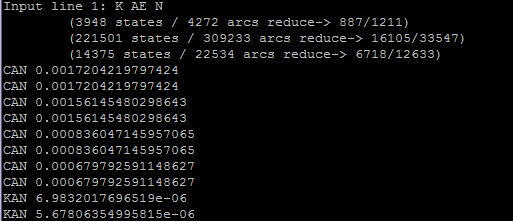 Input line 1: K AE N
(3948 states / 4272 arcs reduce-> 887/1211)
(221501 states / 309233 arcs reduce-> 16105/33547)
(14375 states / 22534 arcs reduce-> 6718/12633)
CAN 0.0017204219797424
CAN 0.0017204219797424
CAN 0.00156145480298643
CAN 0.00156145480298643
CAN 0.000836047145957065
CAN 0.000836047145957065
CAN 0.000679792591148627
CAN 0.000679792591148627
KAN 6.9832017696519e-06
KAN 5.67806354995815e-06